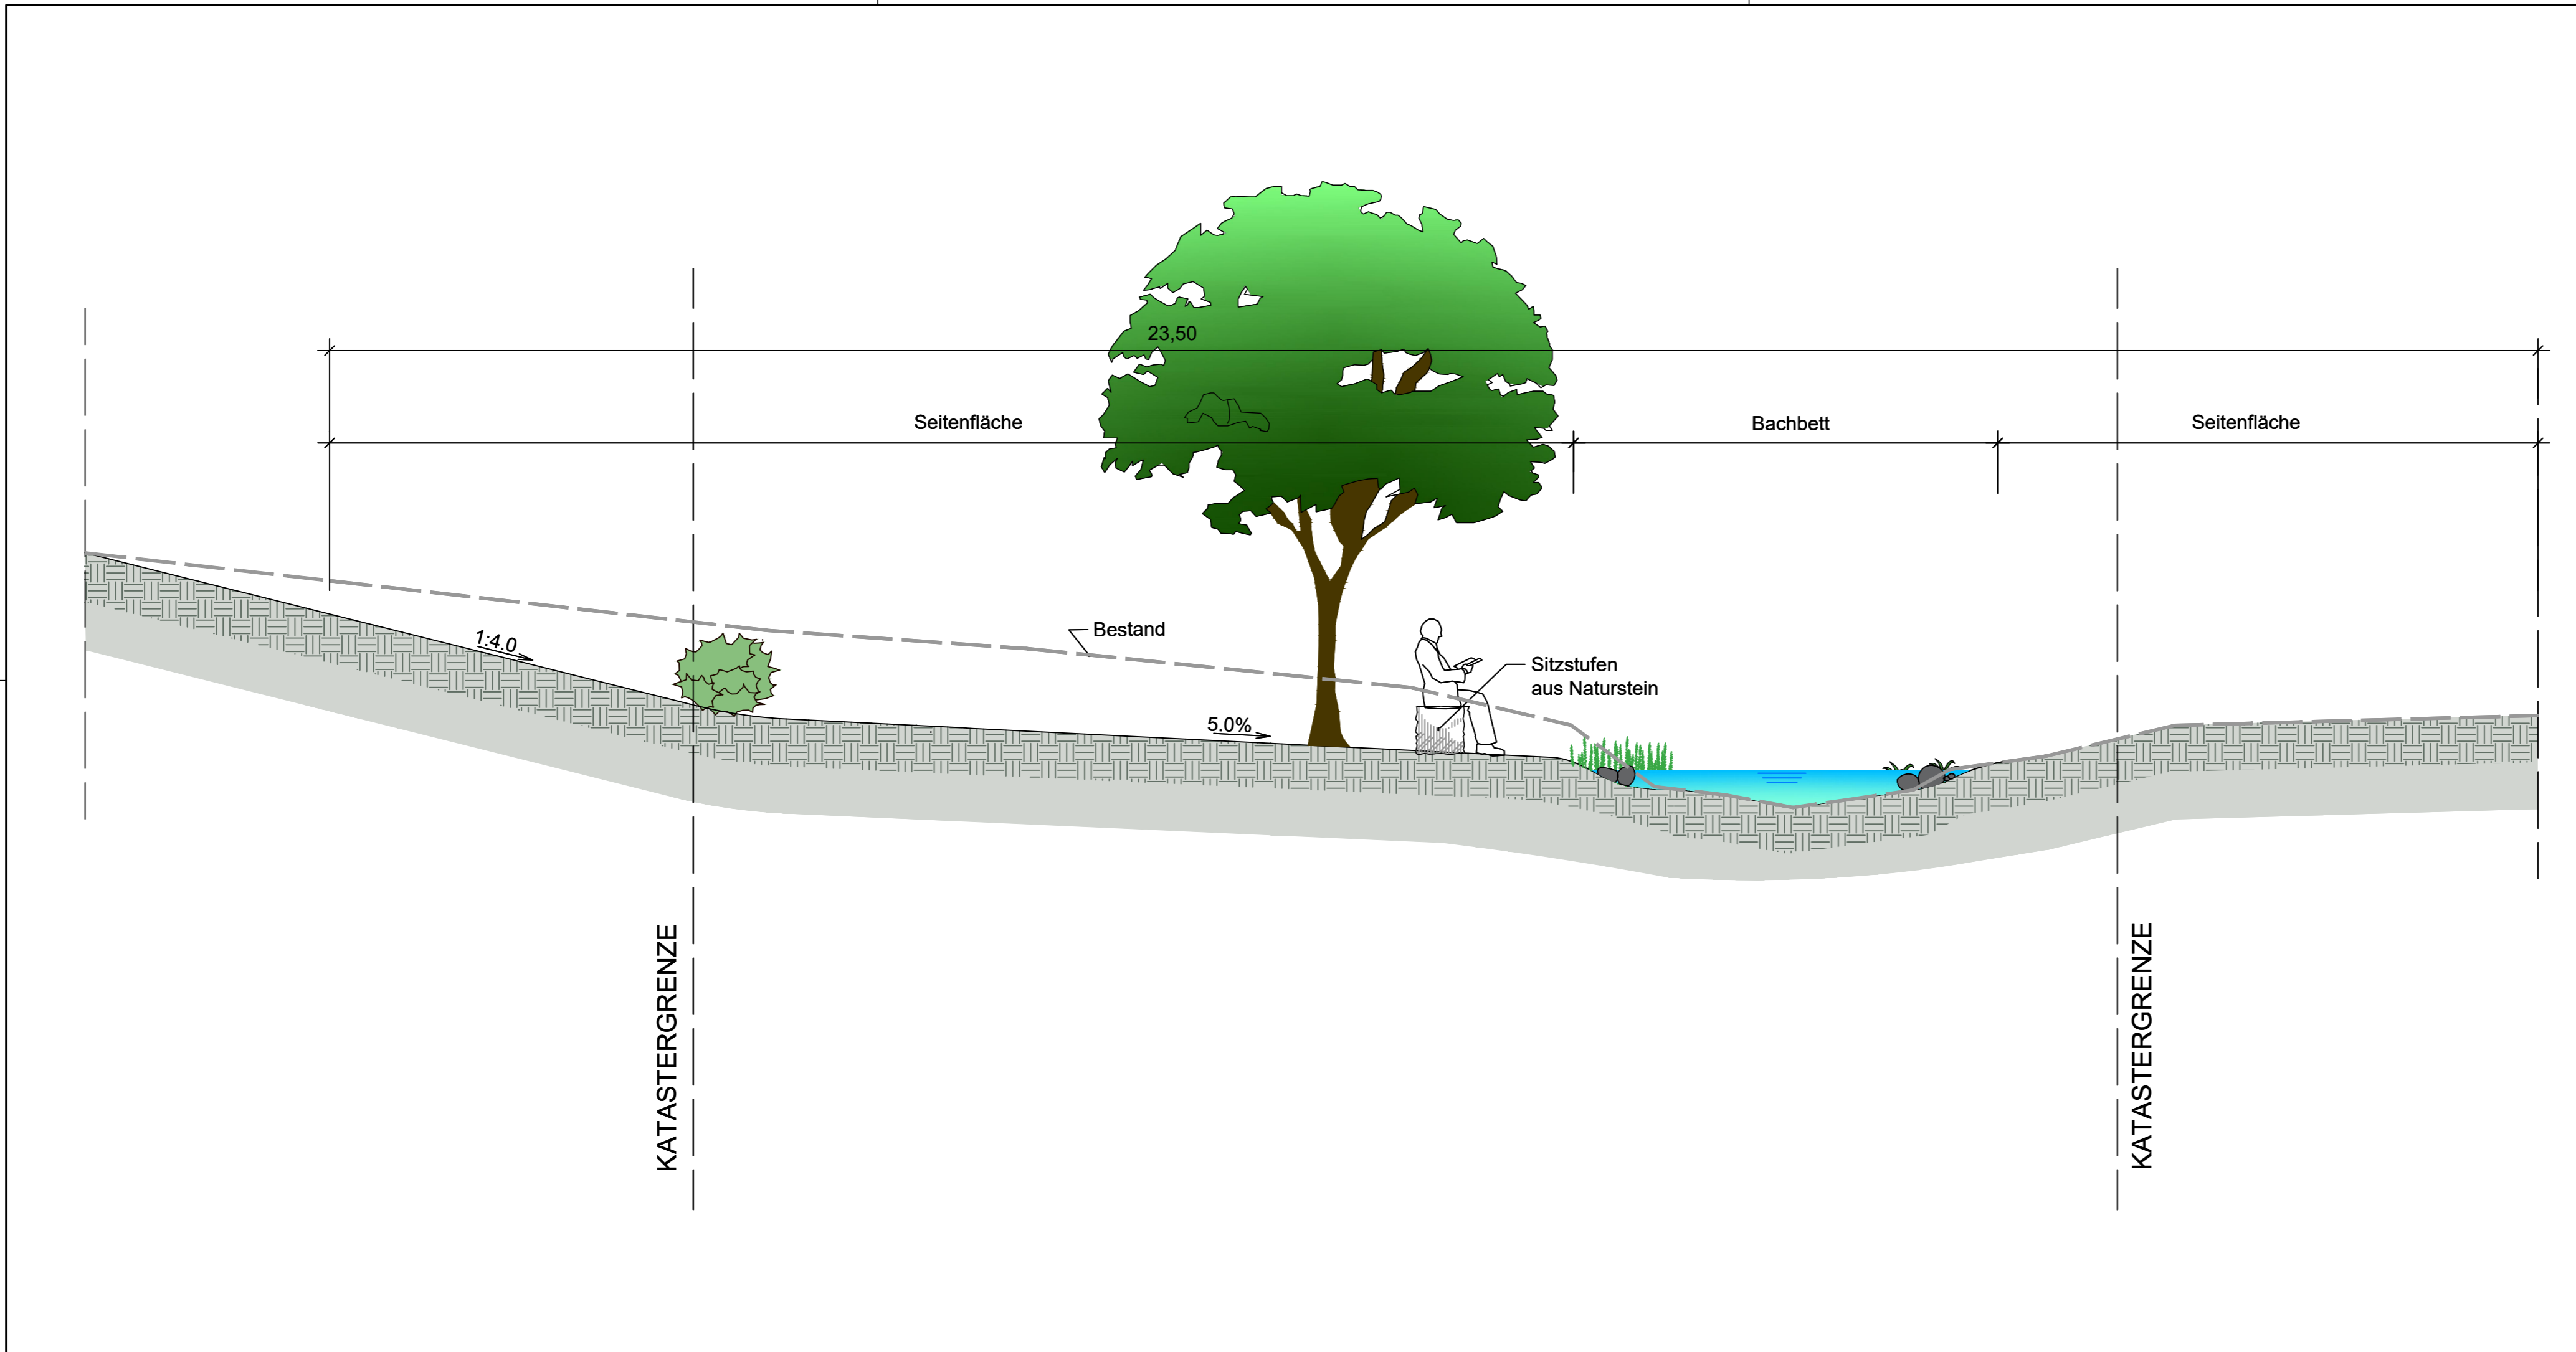 23,50
Seitenfläche
Bachbett
Seitenfläche
1:4.0
Bestand
Sitzstufen
aus Naturstein
5.0%
KATASTERGRENZE
KATASTERGRENZE